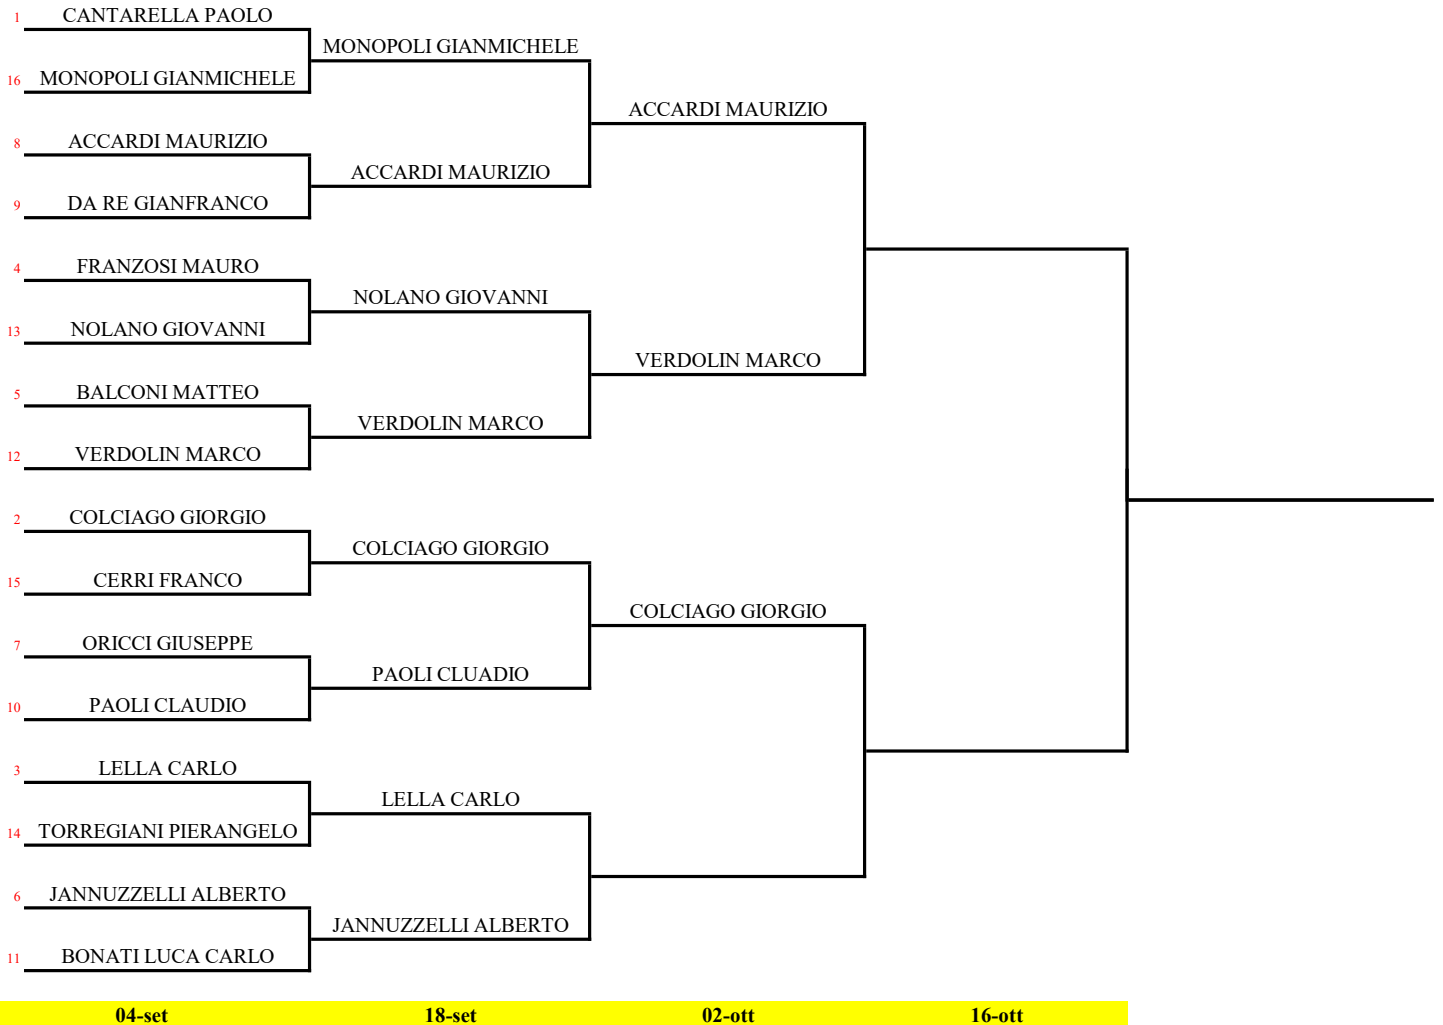 1 CANTARELLA PAOLO
MONOPOLI GIANMICHELE
16 MONOPOLI GIANMICHELE
ACCARDI MAURIZIO
8 ACCARDI MAURIZIO
ACCARDI MAURIZIO
9 DA RE GIANFRANCO
4 FRANZOSI MAURO
NOLANO GIOVANNI
13 NOLANO GIOVANNI
VERDOLIN MARCO
5 BALCONI MATTEO
VERDOLIN MARCO
12 VERDOLIN MARCO
2 COLCIAGO GIORGIO
COLCIAGO GIORGIO
15 CERRI FRANCO
COLCIAGO GIORGIO
7 ORICCI GIUSEPPE
PAOLI CLUADIO
10 PAOLI CLAUDIO
3 LELLA CARLO
LELLA CARLO
14 TORREGIANI PIERANGELO
6 JANNUZZELLI ALBERTO
JANNUZZELLI ALBERTO
11 BONATI LUCA CARLO
04-set 18-set 02-ott 16-ott